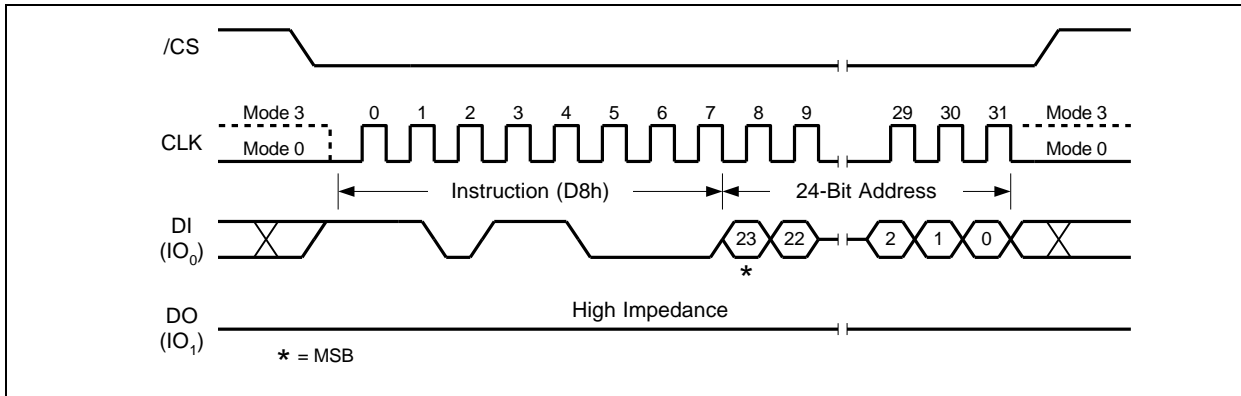 /CS
Mode 3 0 1 2 3 4 5 6 7 8 9 29 30 31 Mode 3
CLK
Mode 0 Mode 0
Instruction (D8h) 24-Bit Address
DI
(IO0)
23 22 2 1 0
*
High Impedance
DO
(IO1)
* = MSB